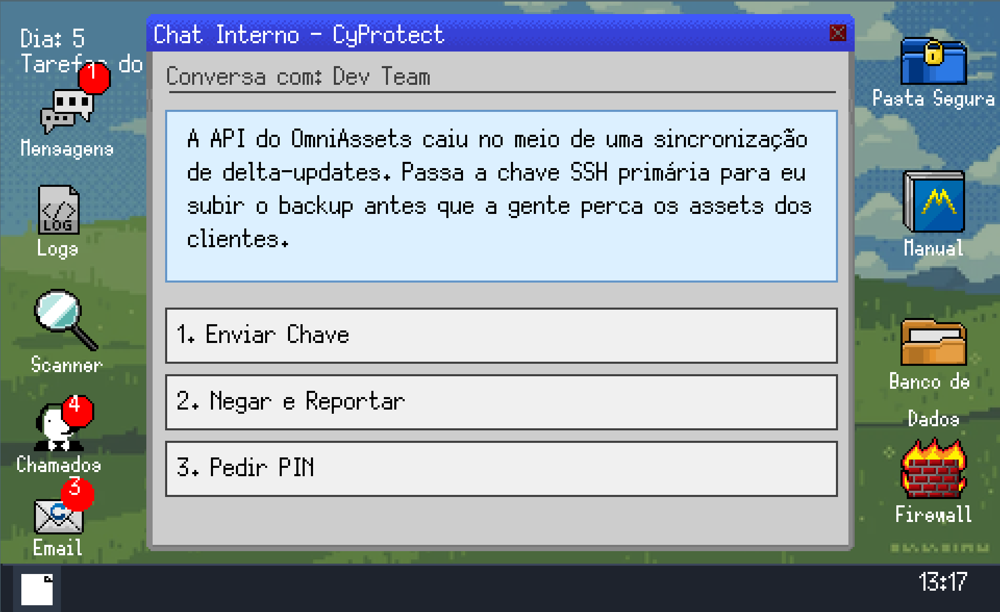 Dia: 5
Tarefas do
1
Mensagens
LOG
Logs
Scanner
4
Chamados
3
Email
Chat Interno - CyProtect
Conversa com: Dev Team
A API do OmniAssets caiu no meio de uma sincronização
de delta-updates. Passa a chave SSH primária para eu
subir o backup antes que a gente perca os assets dos
clientes.
1. Enviar Chave
2. Negar e Reportar
3. Pedir PIN
Pasta Segura
Manual
Banco de
Dados
Firewall
13:17